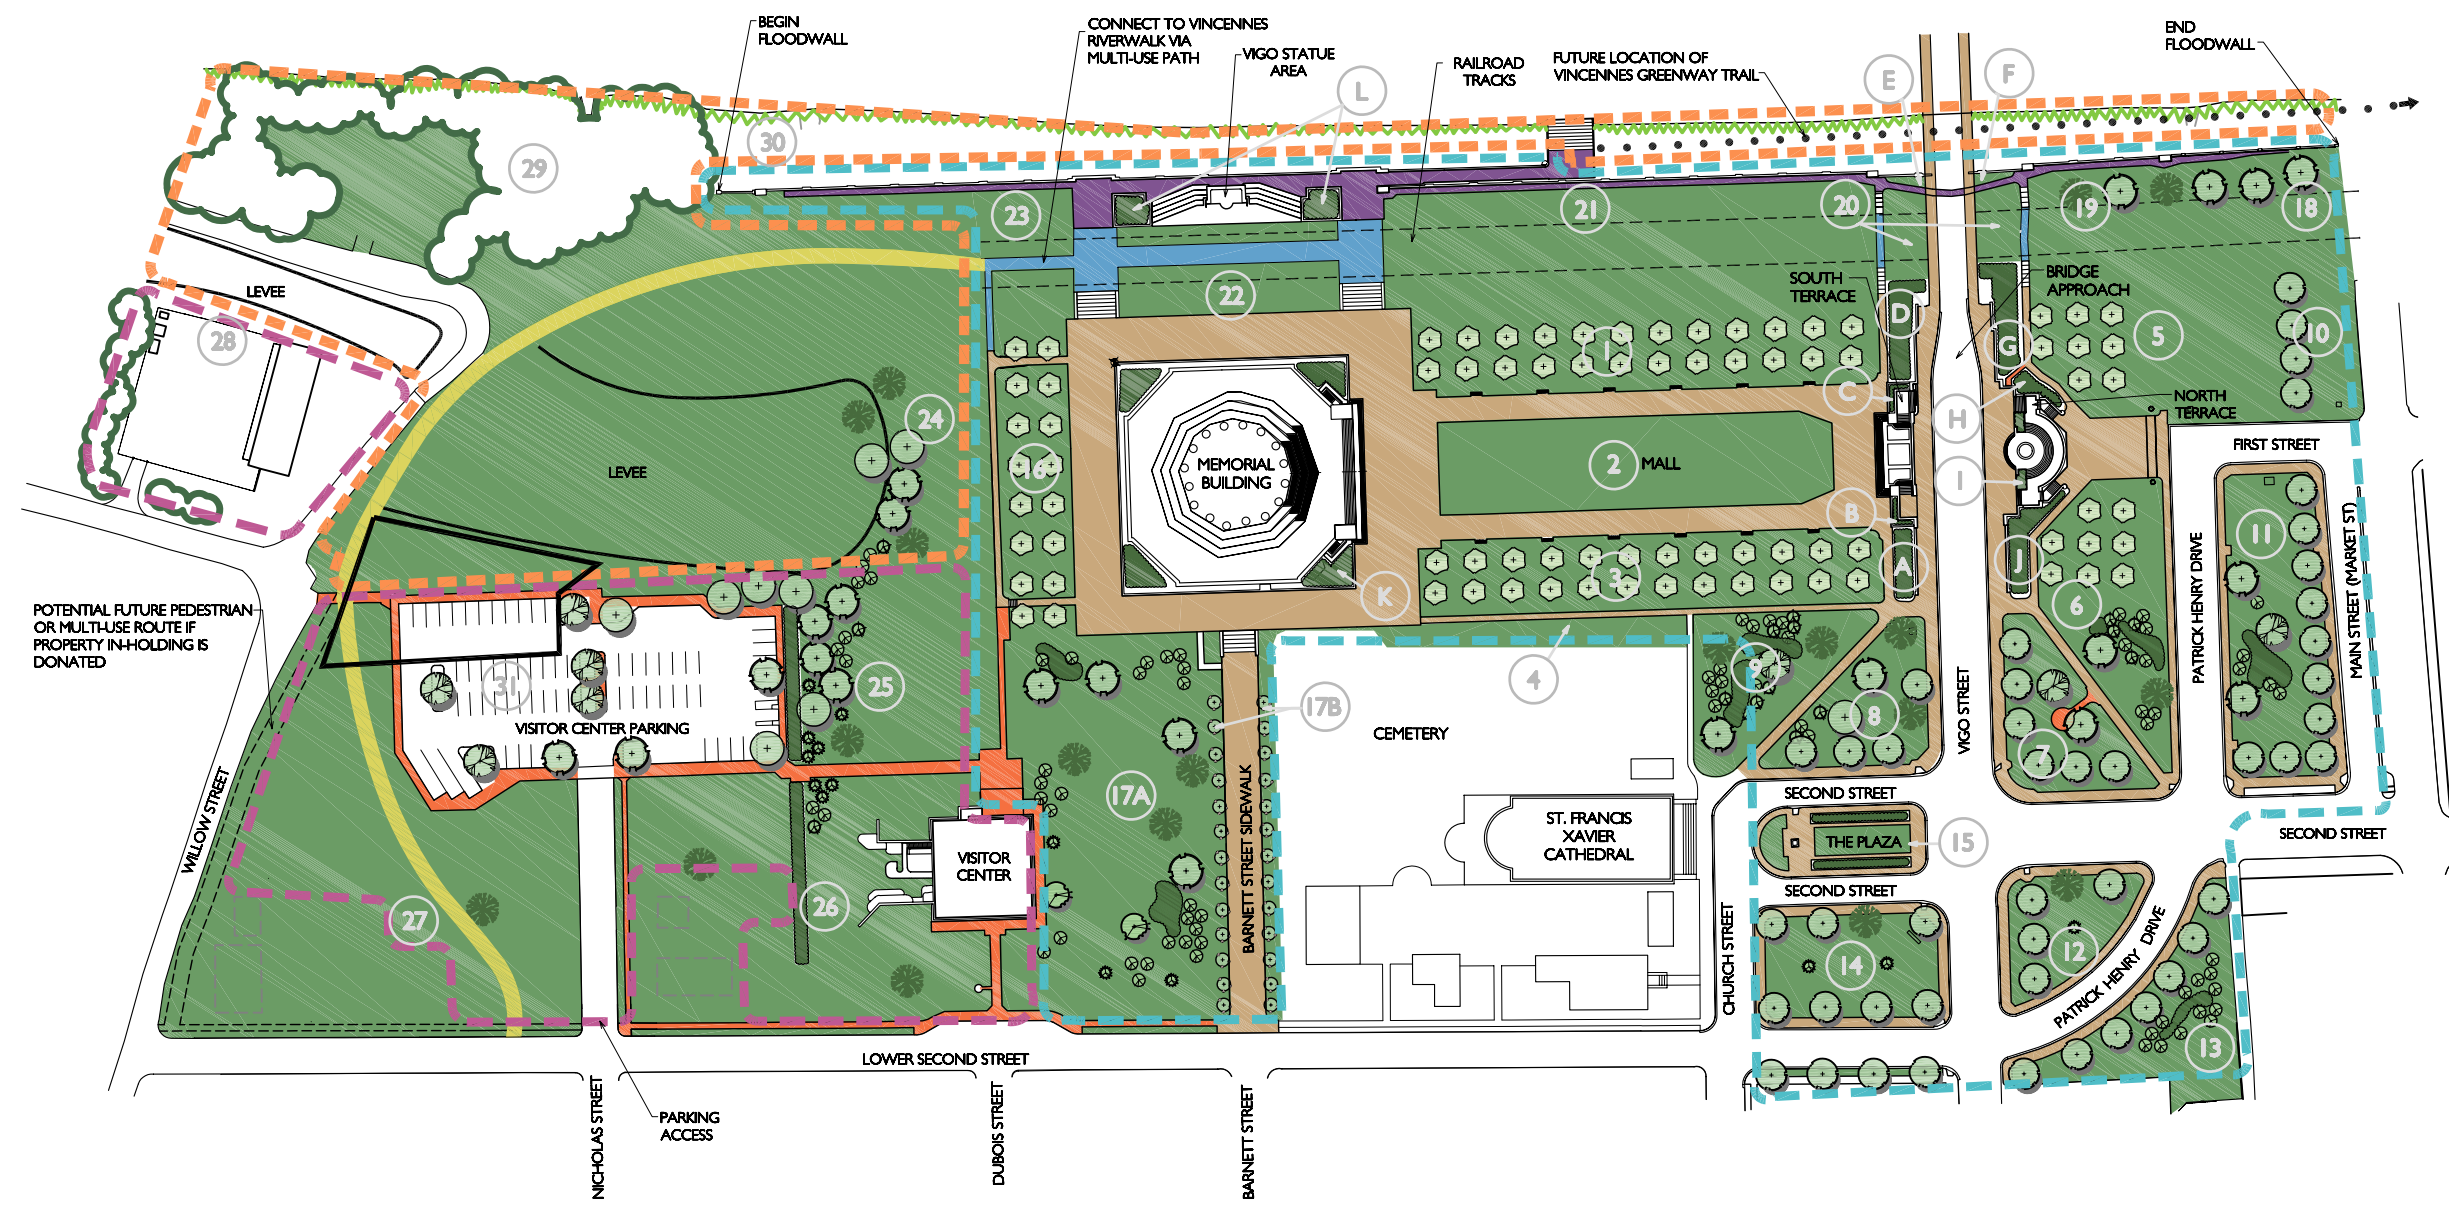 BEGIN
FLOODWALL
CONNECT TO VINCENNES
RIVERWALK VIA
MULTI-USE PATH
VIGO STATUE
AREA
L
RAILROAD
TRACKS
FUTURE LOCATION OF
VINCENNES GREENWAY TRAIL
E
F
END
FLOODWALL
30
29
23
21
20
19
18
LEVEE
28
22
SOUTH
TERRACE
D
BRIDGE
APPROACH
1
G
5
10
C
H
NORTH
TERRACE
24
LEVEE
16
MEMORIAL
BUILDING
2
MALL
I
B
FIRST STREET
11
MAIN STREET (MARKET ST)
PATRICK HENRY DRIVE
3
A
J
K
6
POTENTIAL FUTURE PEDESTRIAN
OR MULTI-USE ROUTE IF
PROPERTY IN-HOLDING IS
DONATED
31
VISITOR CENTER PARKING
25
17B
4
9
8
7
VIGO STREET
CEMETERY
WILLOW STREET
17A
BARNETT STREET SIDEWALK
SECOND STREET
ST. FRANCIS
XAVIER
CATHEDRAL
THE PLAZA
15
SECOND STREET
VISITOR
CENTER
SECOND STREET
27
26
CHURCH STREET
14
12
PATRICK HENRY DRIVE
13
LOWER SECOND STREET
NICHOLAS STREET
PARKING
ACCESS
DUBOIS STREET
BARNETT STREET